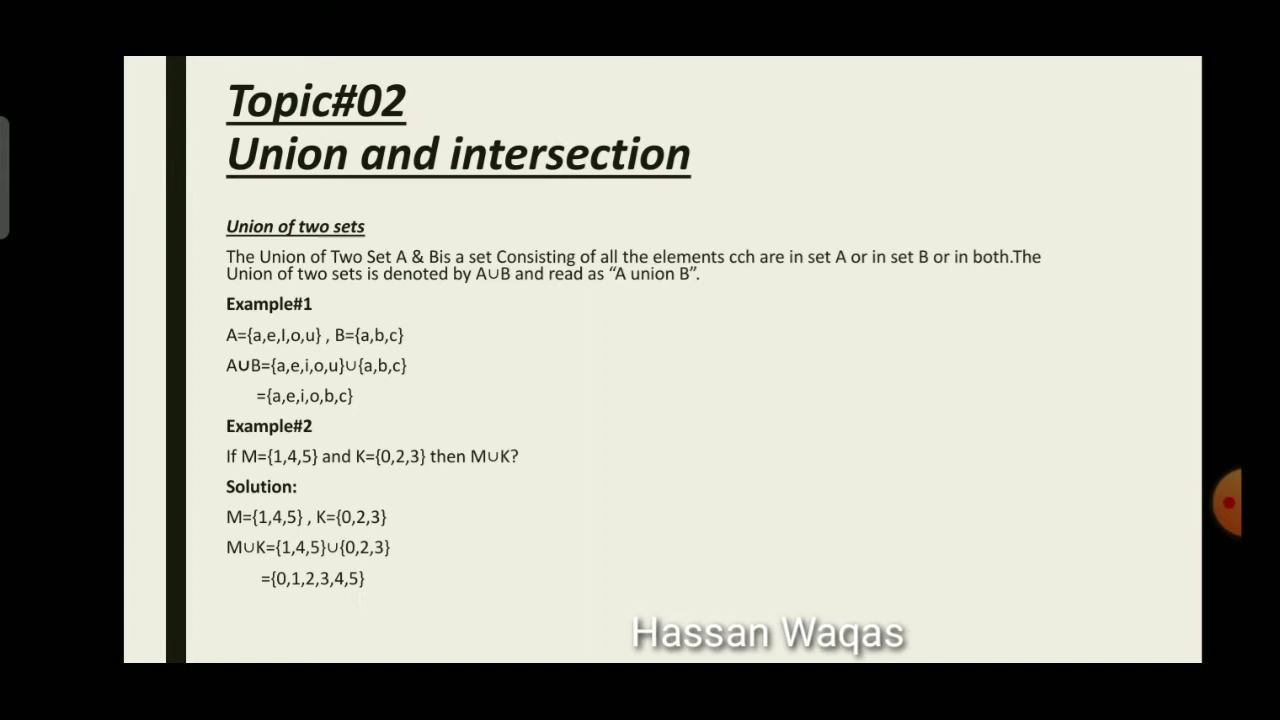 Topic#02
Union and intersection
Union of two sets
The Union of Two Set A & Bis a set Consisting of all the elements cch are in set A or in set B or in both.The
Union of two sets is denoted by A∪B and read as “A union B”.
Example#1
A={a,e,I,o,u} , B={a,b,c}
A∪B={a,e,i,o,u}∪{a,b,c}
={a,e,i,o,b,c}
Example#2
If M={1,4,5} and K={0,2,3} then M∪K?
Solution:
M={1,4,5} , K={0,2,3}
M∪K={1,4,5}∪{0,2,3}
={0,1,2,3,4,5}
Hassan Waqas